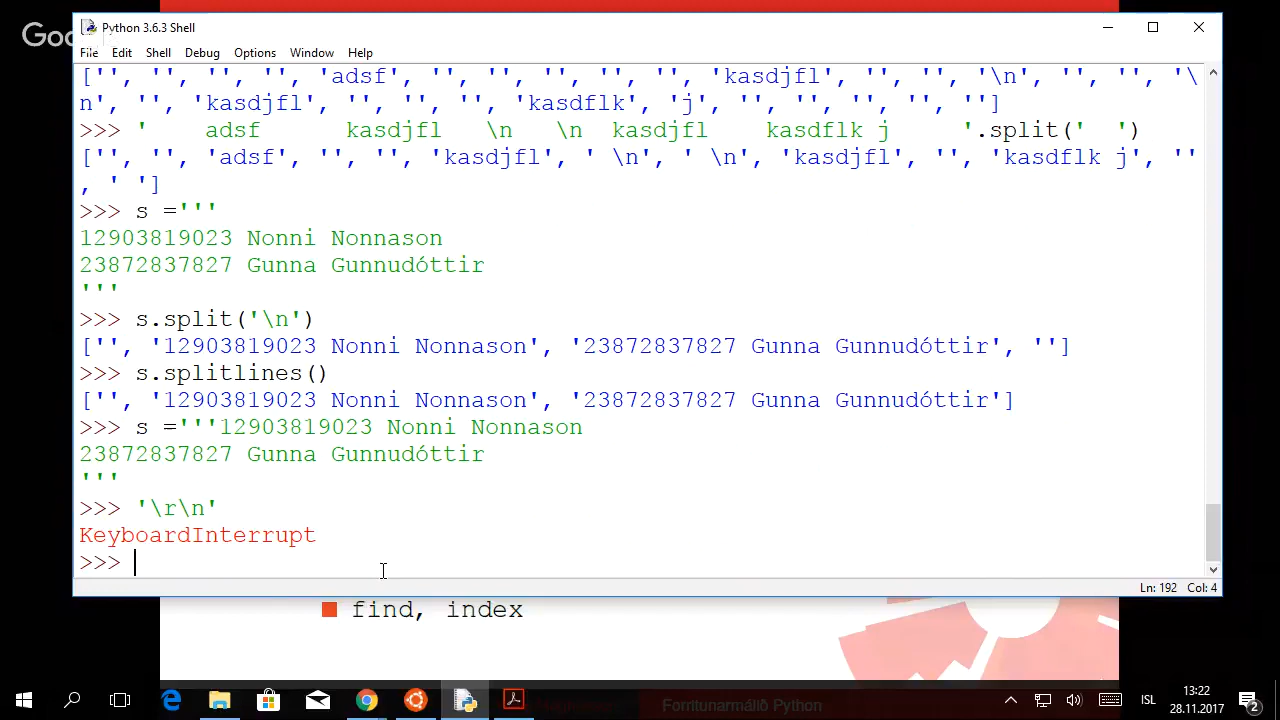 Goo
Python 3.6.3 Shell
File Edit Shell Debug Options Window Help
['', '', '', '', 'adsf', '', '', '', '', '', 'kasdjfl', '', '', '\n', '', '', '\
n', '', 'kasdjfl', '', '', '', 'kasdflk', 'j', '', '', '', '', '']
>>> '    adsf      kasdjfl   \n   \n  kasdjfl    kasdflk j     '.split('  ')
['', '', 'adsf', '', '', 'kasdjfl', ' \n', ' \n', 'kasdjfl', '', 'kasdflk j', ''
, ' ']
>>> s ='''
12903819023 Nonni Nonnason
23872837827 Gunna Gunnudóttir
'''
>>> s.split('\n')
['', '12903819023 Nonni Nonnason', '23872837827 Gunna Gunnudóttir', '']
>>> s.splitlines()
['', '12903819023 Nonni Nonnason', '23872837827 Gunna Gunnudóttir']
>>> s ='''12903819023 Nonni Nonnason
23872837827 Gunna Gunnudóttir
'''
>>> '\r\n'
KeyboardInterrupt
>>>
Ln: 192 Col: 4
find, index
Forritunarmálið Python
ISL
13:22
28.11.2017
2